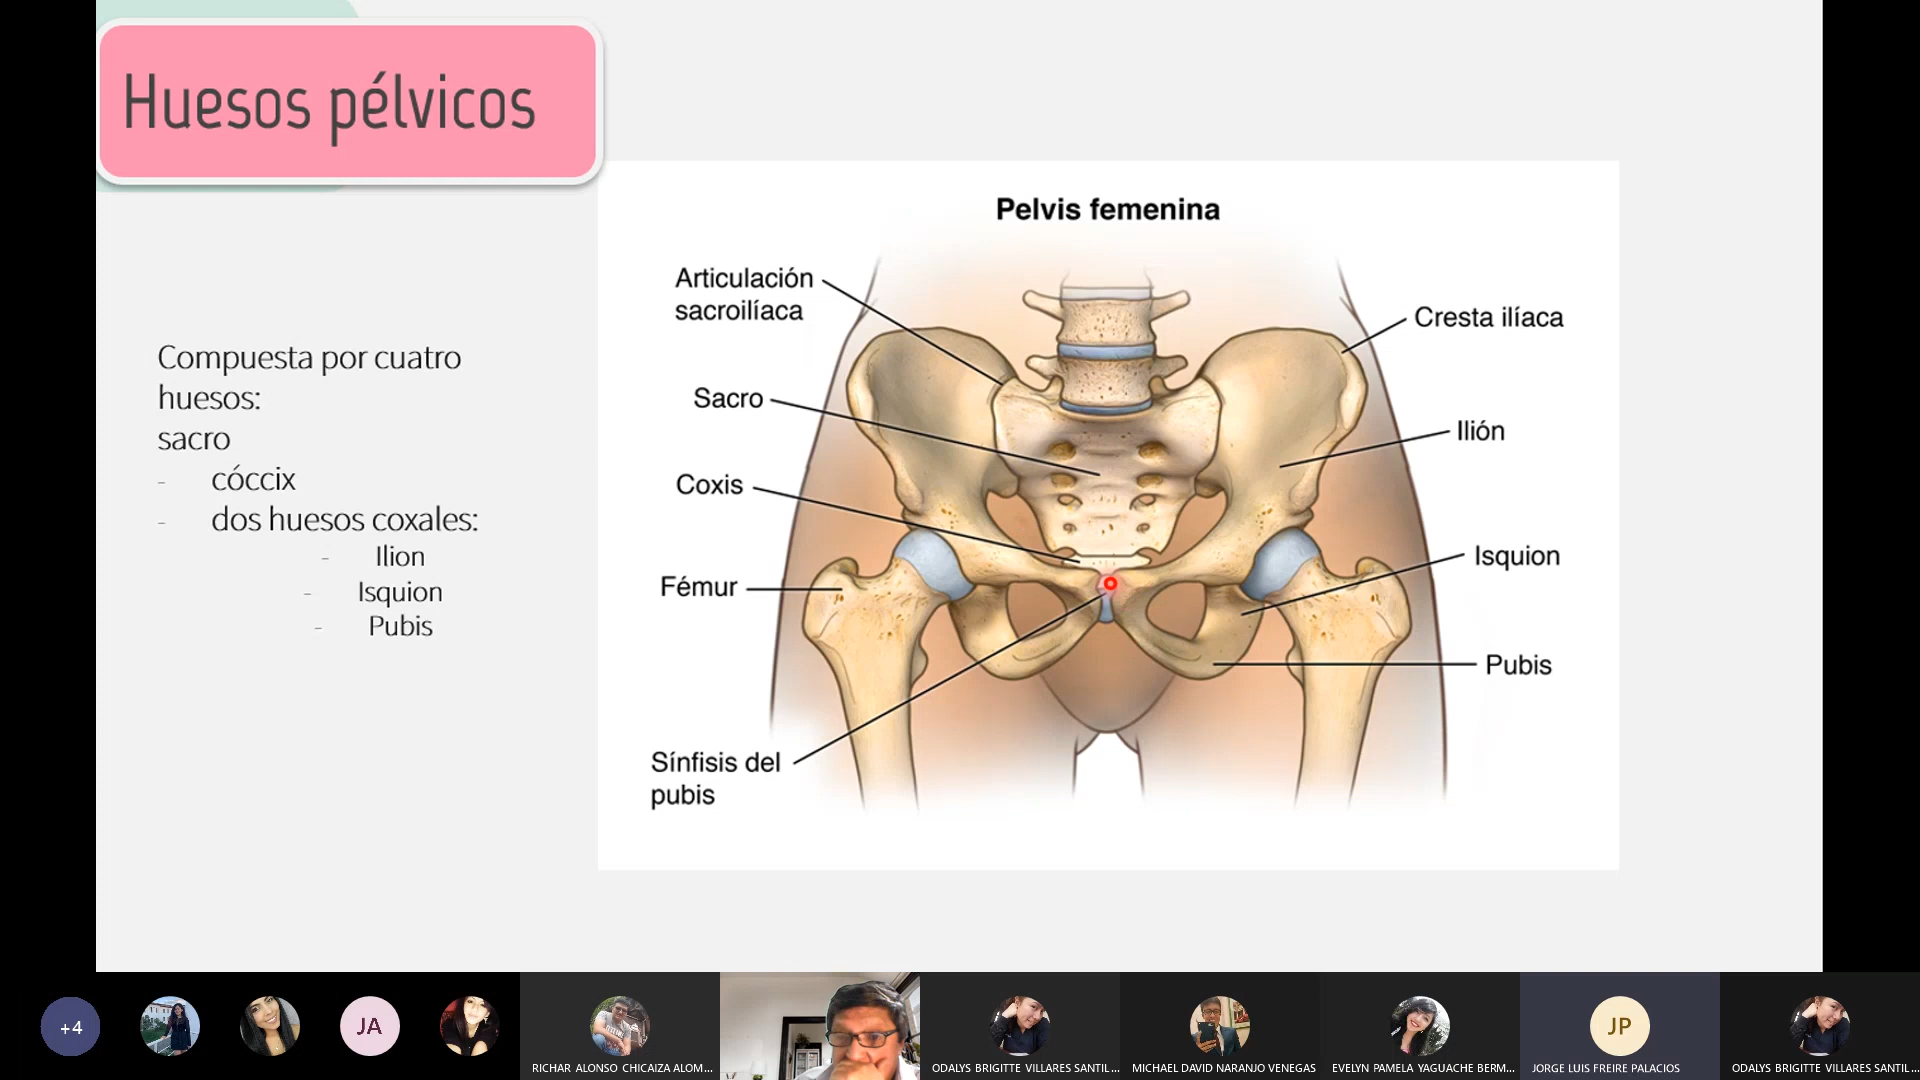 Huesos pélvicos
Compuesta por cuatro
huesos:
sacro
- cóccix
- dos huesos coxales:
- Ilion
- Isquion
- Pubis
Pelvis femenina
Articulación
sacroilíaca
Sacro
Coxis
Fémur
Sínfisis del
pubis
Cresta ilíaca
Ilión
Isquion
Pubis
+4
JA
RICHAR ALONSO CHICAIZA ALOM...
ODALYS BRIGITTE VILLARES SANTIL...
MICHAEL DAVID NARANJO VENEGAS
EVELYN PAMELA YAGUACHE BERM...
JP
JORGE LUIS FREIRE PALACIOS
ODALYS BRIGITTE VILLARES SANTIL...